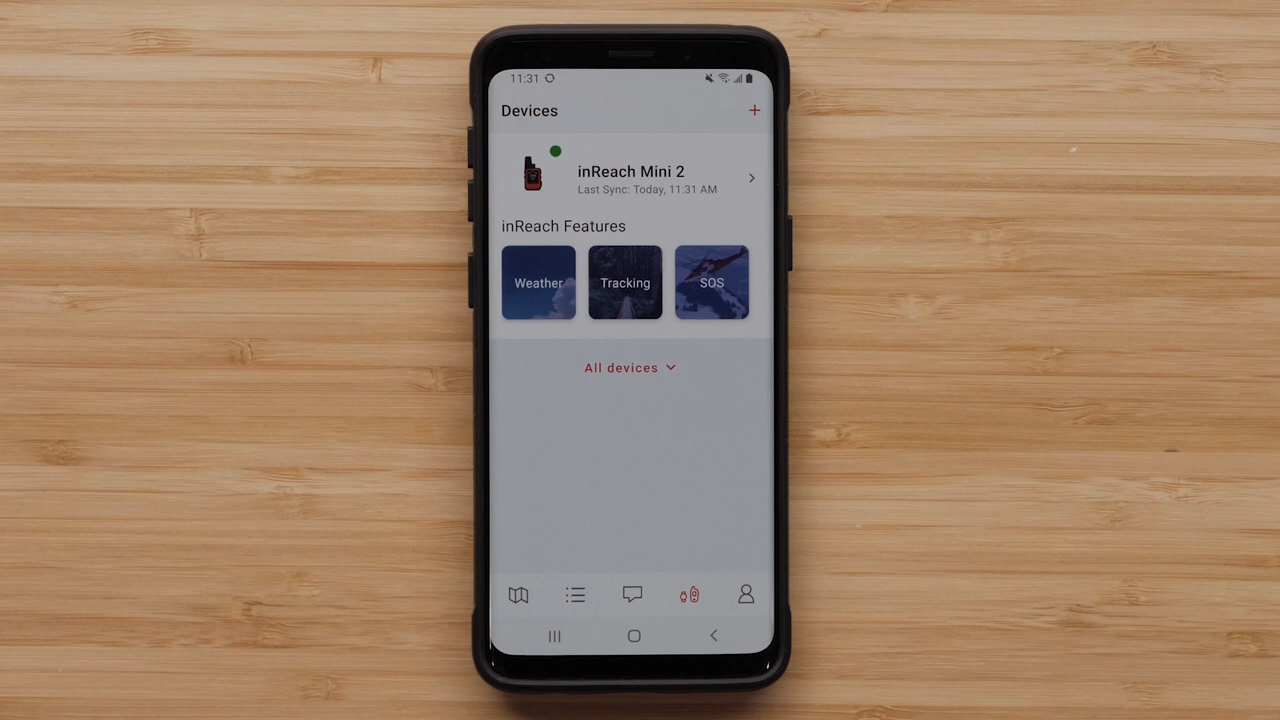 11:31
Devices
+
inReach Mini 2
Last Sync: Today, 11:31 AM
inReach Features
Weather Tracking SOS
All devices